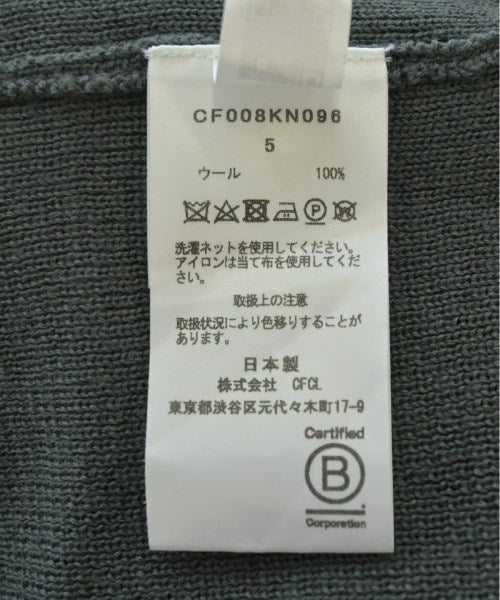 CF008KN096
5
ウール 100%
洗濯ネットを使用してください。
アイロンは当て布を使用してくだ
さい。
取扱上の注意
取扱状況により色移りすることが
あります。
日本製
株式会社 CFCL
東京都渋谷区元代々木町17-9
Certified
B
Corporation